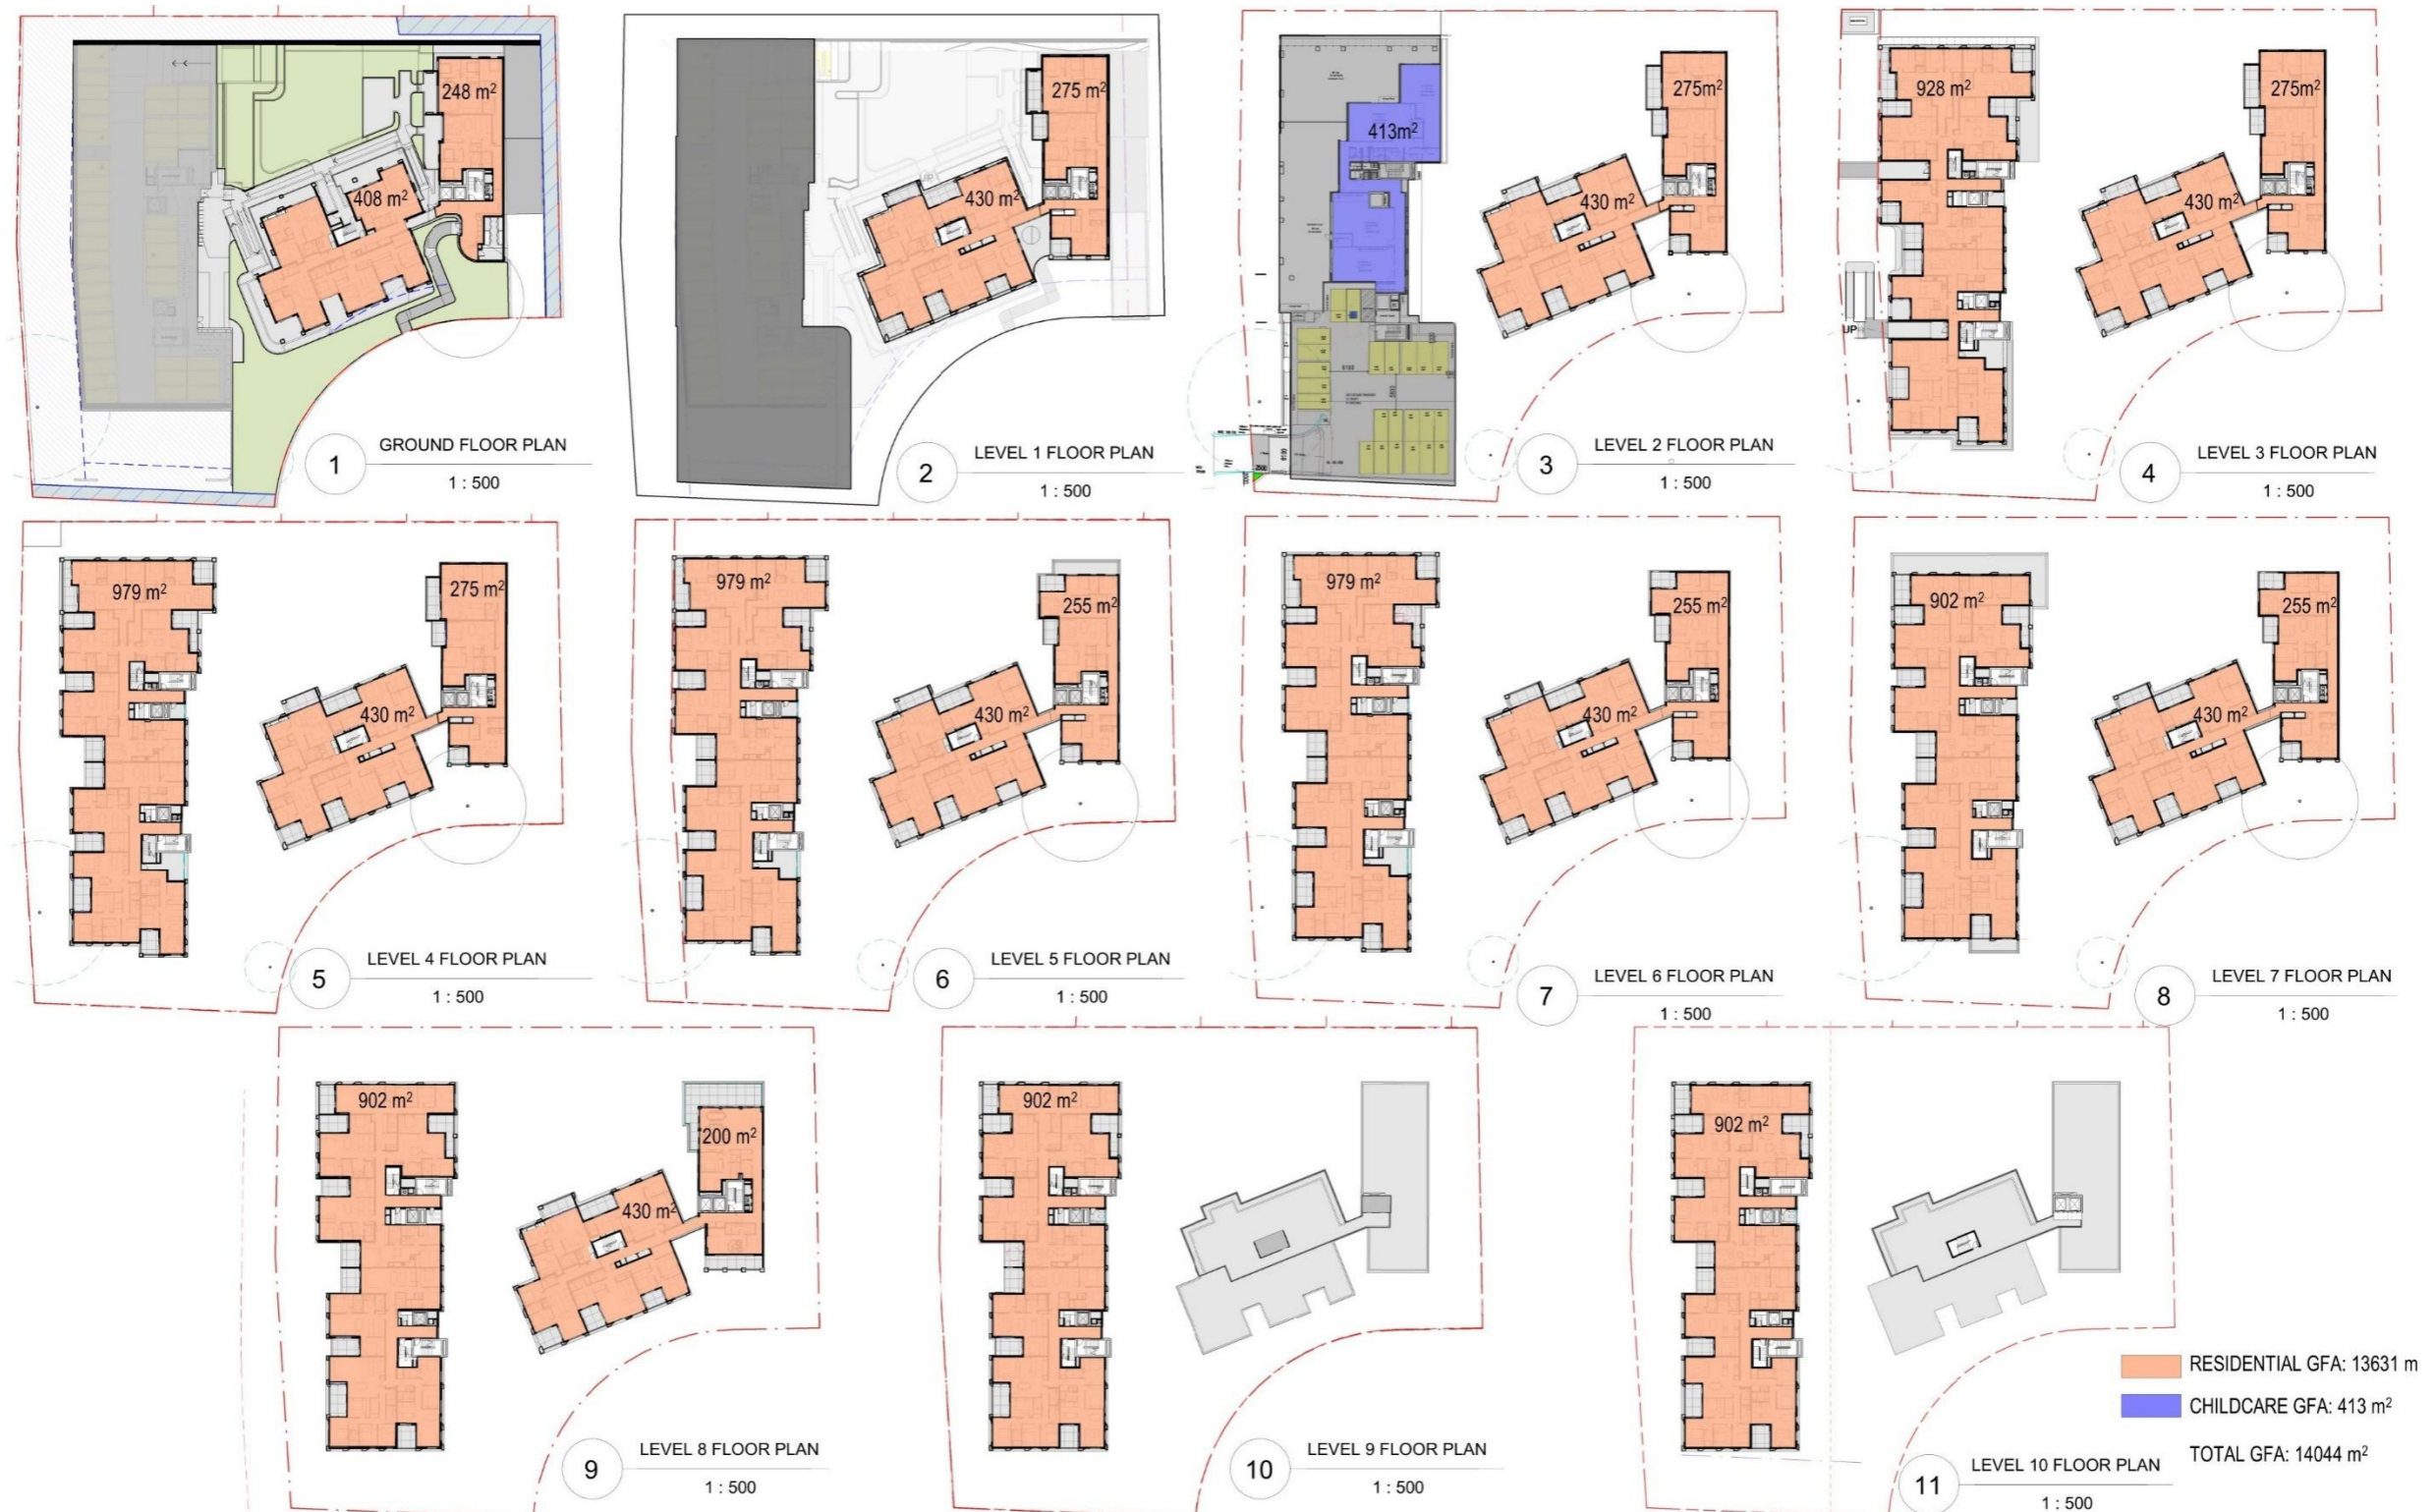 248 m²
408 m²
1
GROUND FLOOR PLAN
1 : 500
275 m²
430 m²
2
LEVEL 1 FLOOR PLAN
1 : 500
413m²
275m²
430 m²
3
LEVEL 2 FLOOR PLAN
1 : 500
928 m²
275m²
430 m²
UP
4
LEVEL 3 FLOOR PLAN
1 : 500
979 m²
275 m²
430 m²
5
LEVEL 4 FLOOR PLAN
1 : 500
979 m²
255 m²
430 m²
6
LEVEL 5 FLOOR PLAN
1 : 500
979 m²
255 m²
430 m²
7
LEVEL 6 FLOOR PLAN
1 : 500
902 m²
255 m²
430 m²
8
LEVEL 7 FLOOR PLAN
1 : 500
902 m²
200 m²
430 m²
9
LEVEL 8 FLOOR PLAN
1 : 500
902 m²
10
LEVEL 9 FLOOR PLAN
1 : 500
902 m²
11
LEVEL 10 FLOOR PLAN
1 : 500
RESIDENTIAL GFA: 13631 m
CHILDCARE GFA: 413 m²
TOTAL GFA: 14044 m²